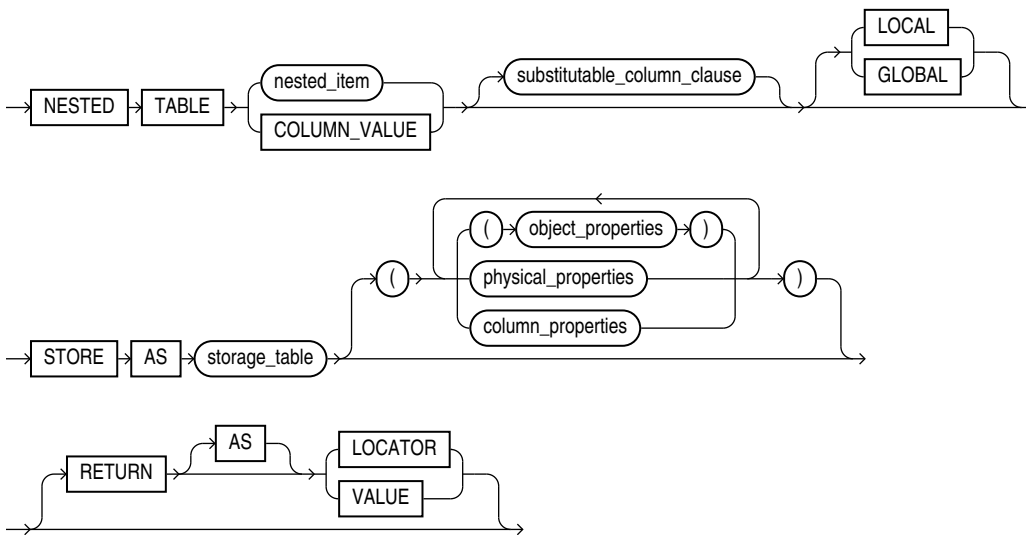 LOCAL
nested_item substitutable_column_clause
NESTED TABLE GLOBAL
COLUMN_VALUE
( object_properties )
( physical_properties )
column_properties
STORE AS storage_table
AS LOCATOR
RETURN
VALUE